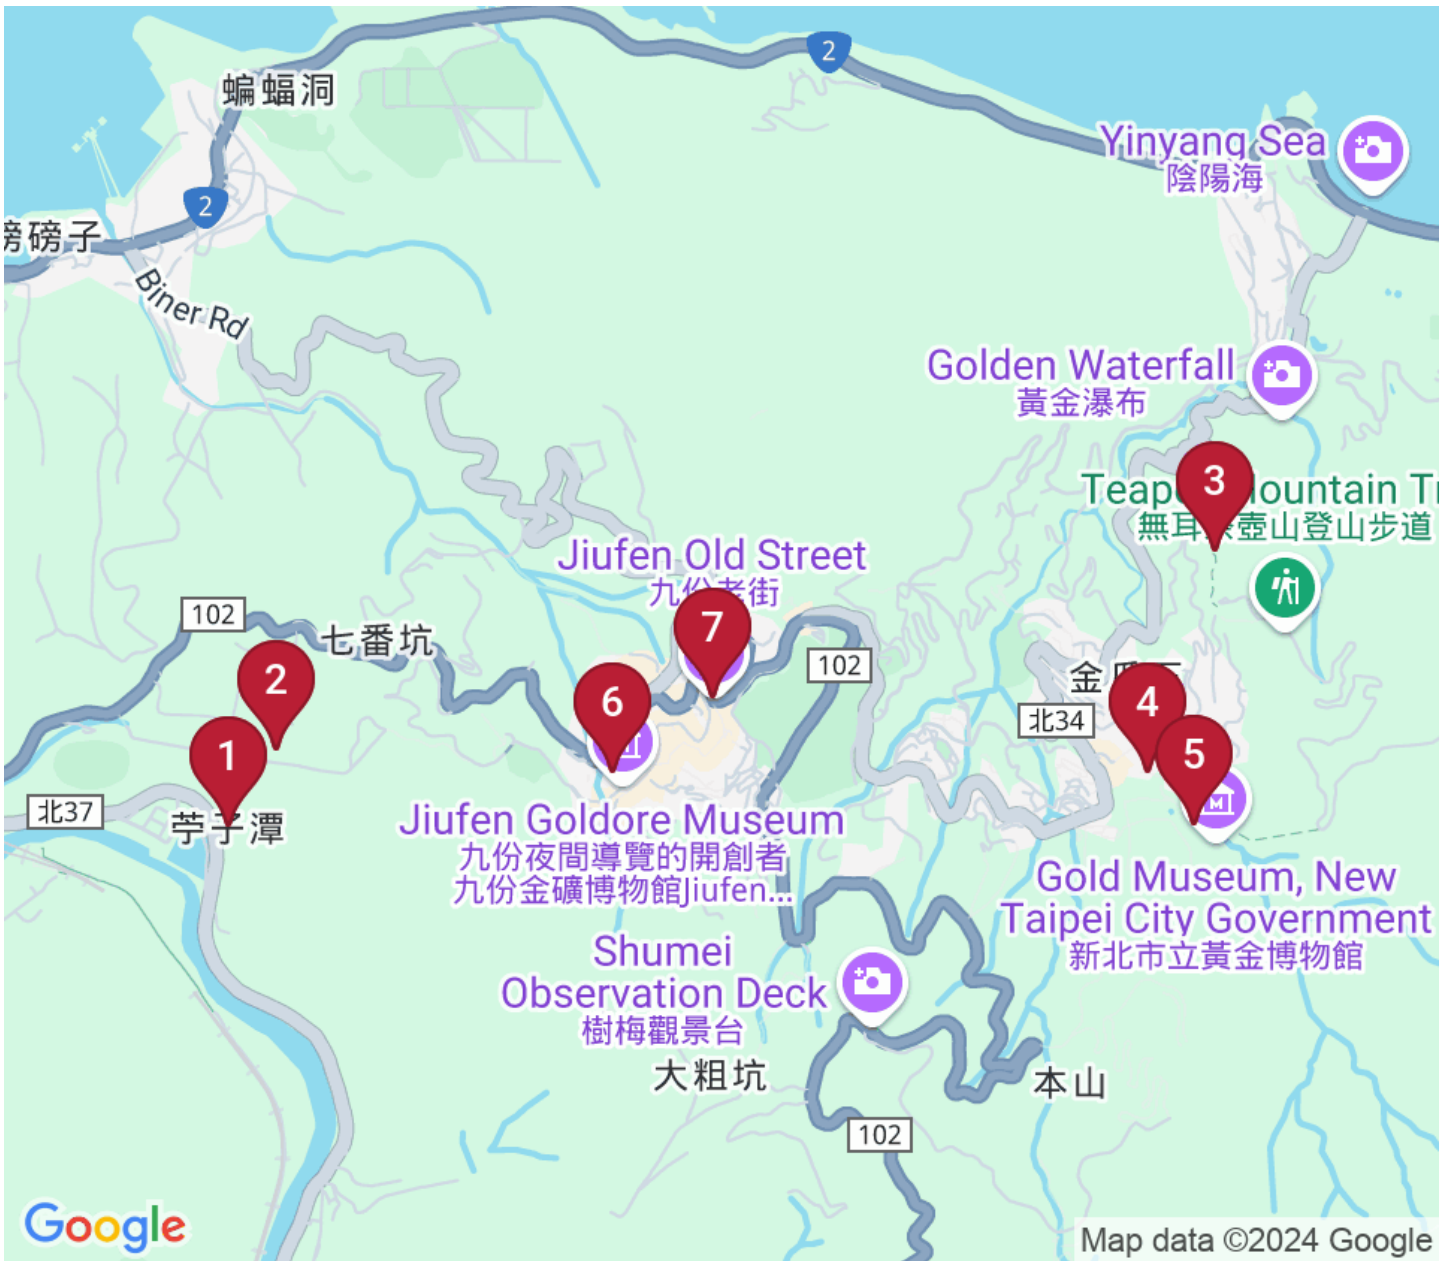 2
蝙蝠洞
Yinyang Sea
陰陽海
2
磅子
Biner Rd
Golden Waterfall
黃金瀑布
3
無耳
壺山登山步道
Jiufen Old Street
九份老街
102
七番坑
7
102
2
6
4
北34
1
5
北37
苧子潭
Jiufen Goldore Museum
九份夜間導覽的開創者
九份金礦博物館Jiufen...
Gold Museum, New
Taipei City Government
新北市立黃金博物館
Shumei
Observation Deck
樹梅觀景台
大粗坑
本山
102
Google
Map data ©2024 Google